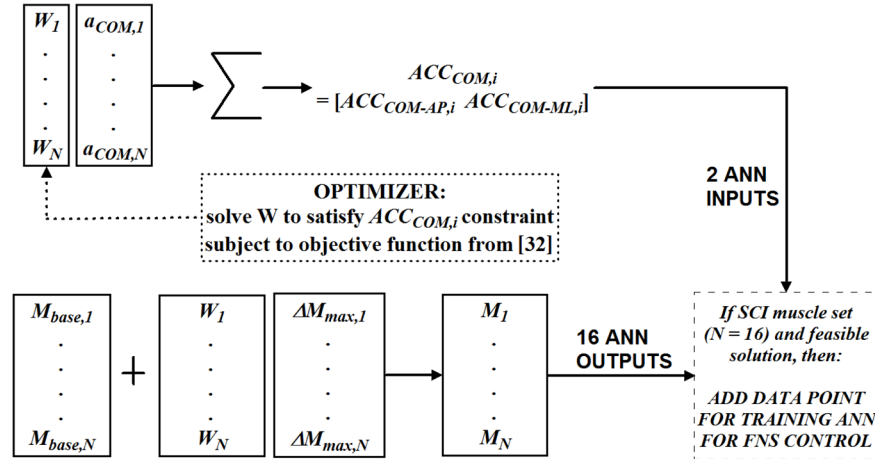 W1 aCOM,1
. .
. .
. .
. .
WN aCOM,N
∑
ACCCOM,i
= [ACCCOM-AP,i ACCCOM-ML,i]
2 ANN
INPUTS
OPTIMIZER:
solve W to satisfy ACCCOM,i constraint
subject to objective function from [32]
Mbase,1 + W1 ΔMmax,1 M1
. . . .
. . . .
. . . .
. . . .
Mbase,N WN ΔMmax,N MN
16 ANN
OUTPUTS
If SCI muscle set
(N = 16) and feasible
solution, then:
ADD DATA POINT
FOR TRAINING ANN
FOR FNS CONTROL